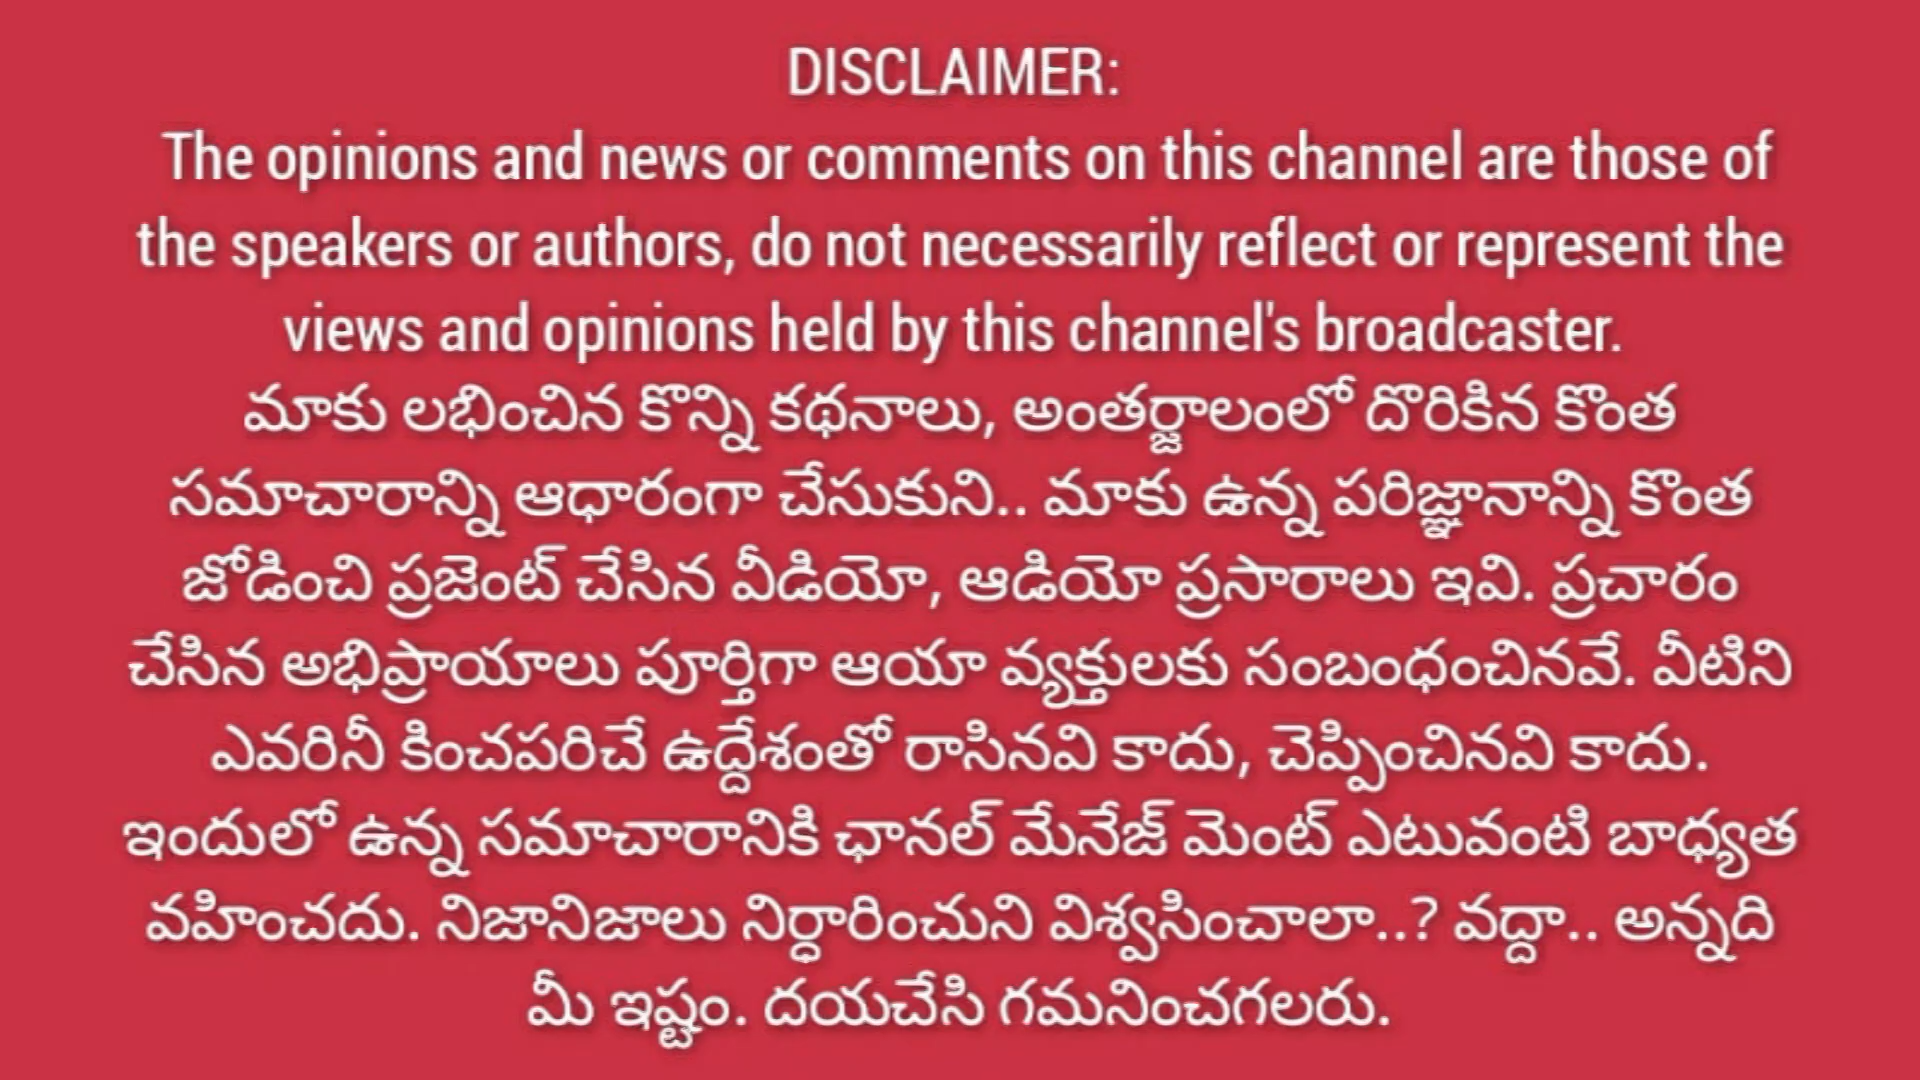 DISCLAIMER:
The opinions and news or comments on this channel are those of
the speakers or authors, do not necessarily reflect or represent the
views and opinions held by this channel's broadcaster.
మాకు లభించిన కొన్ని కథనాలు, అంతర్జాలంలో దొరికిన కొంత
సమాచారాన్ని ఆధారంగా చేసుకుని.. మాకు ఉన్న పరిజ్ఞానాన్ని కొంత
జోడించి ప్రజెంట్ చేసిన వీడియో, ఆడియో ప్రసారాలు ఇవి. ప్రచారం
చేసిన అభిప్రాయాలు పూర్తిగా ఆయా వ్యక్తులకు సంబంధించినవే. వీటిని
ఎవరినీ కించపరిచే ఉద్దేశంతో రాసినవి కాదు, చెప్పించినవి కాదు.
ఇందులో ఉన్న సమాచారానికి ఛానల్ మేనేజ్ మెంట్ ఎటువంటి బాధ్యత
వహించదు. నిజానిజాలు నిర్ధారించుని విశ్వసించాలా..? వద్దా.. అన్నది
మీ ఇష్టం. దయచేసి గమనించగలరు.